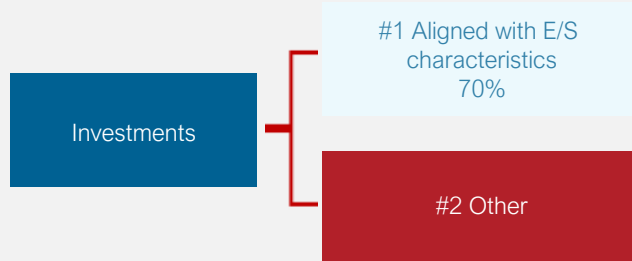 #1 Aligned with E/S
characteristics
70%
Investments
#2 Other